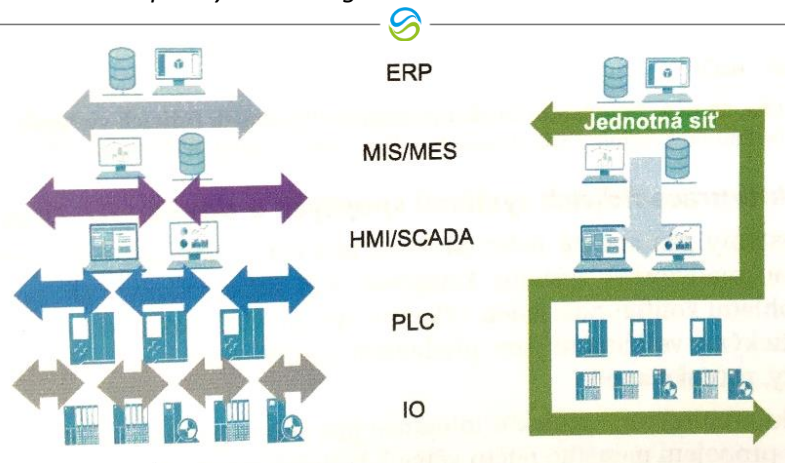 ERP
Jednotná síť
MIS/MES
HMI/SCADA
PLC
IO